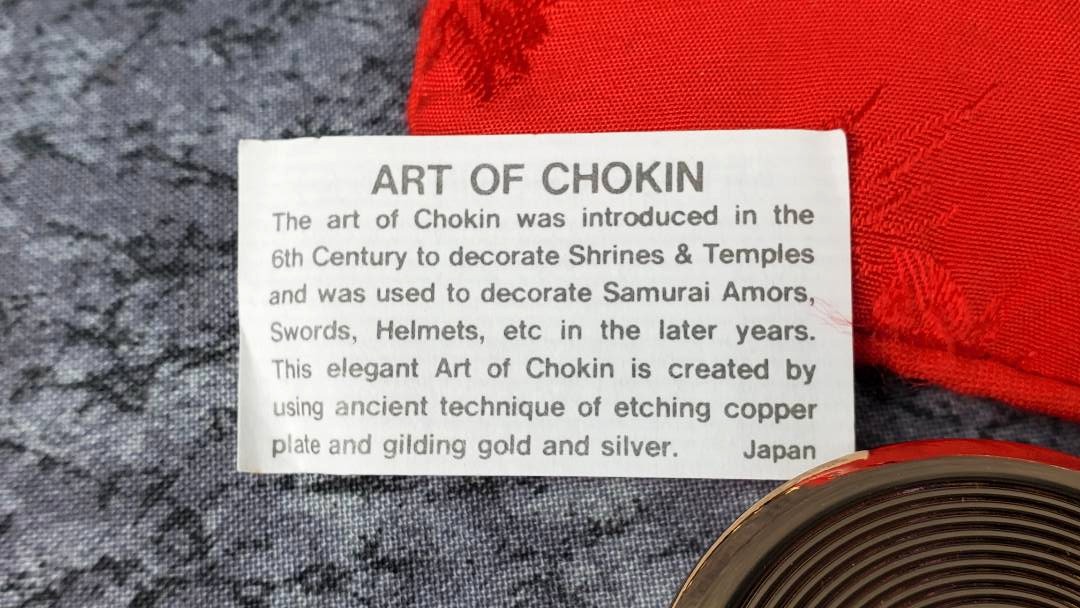 ART OF CHOKIN
The art of Chokin was introduced in the
6th Century to decorate Shrines & Temples
and was used to decorate Samurai Amors,
Swords, Helmets, etc in the later years.
This elegant Art of Chokin is created by
using ancient technique of etching copper
plate and gilding gold and silver. Japan